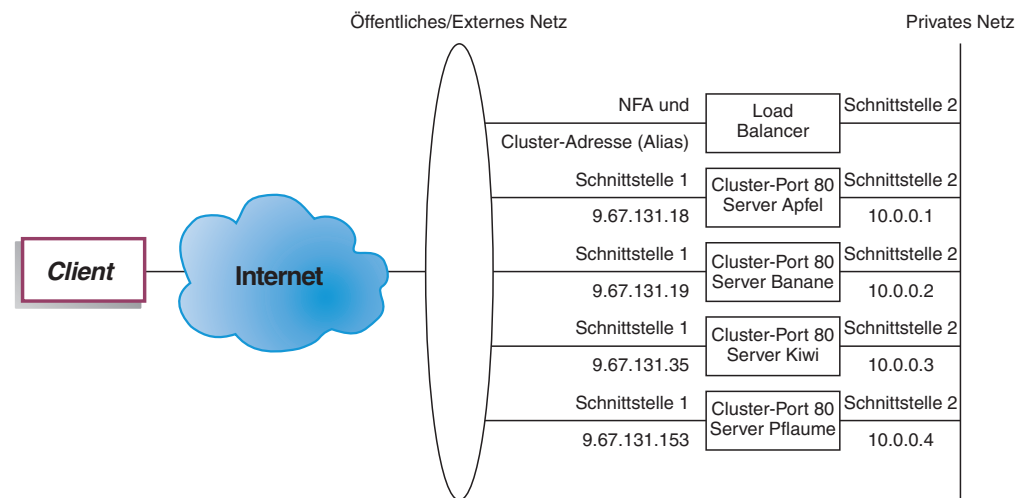 Öffentliches/Externes Netz
Privates Netz
NFA und
Cluster-Adresse (Alias)
Load
Balancer
Schnittstelle 2
Schnittstelle 1
9.67.131.18
Cluster-Port 80
Server Apfel
Schnittstelle 2
10.0.0.1
Client
Internet
Schnittstelle 1
9.67.131.19
Cluster-Port 80
Server Banane
Schnittstelle 2
10.0.0.2
Schnittstelle 1
9.67.131.35
Cluster-Port 80
Server Kiwi
Schnittstelle 2
10.0.0.3
Schnittstelle 1
9.67.131.153
Cluster-Port 80
Server Pflaume
Schnittstelle 2
10.0.0.4